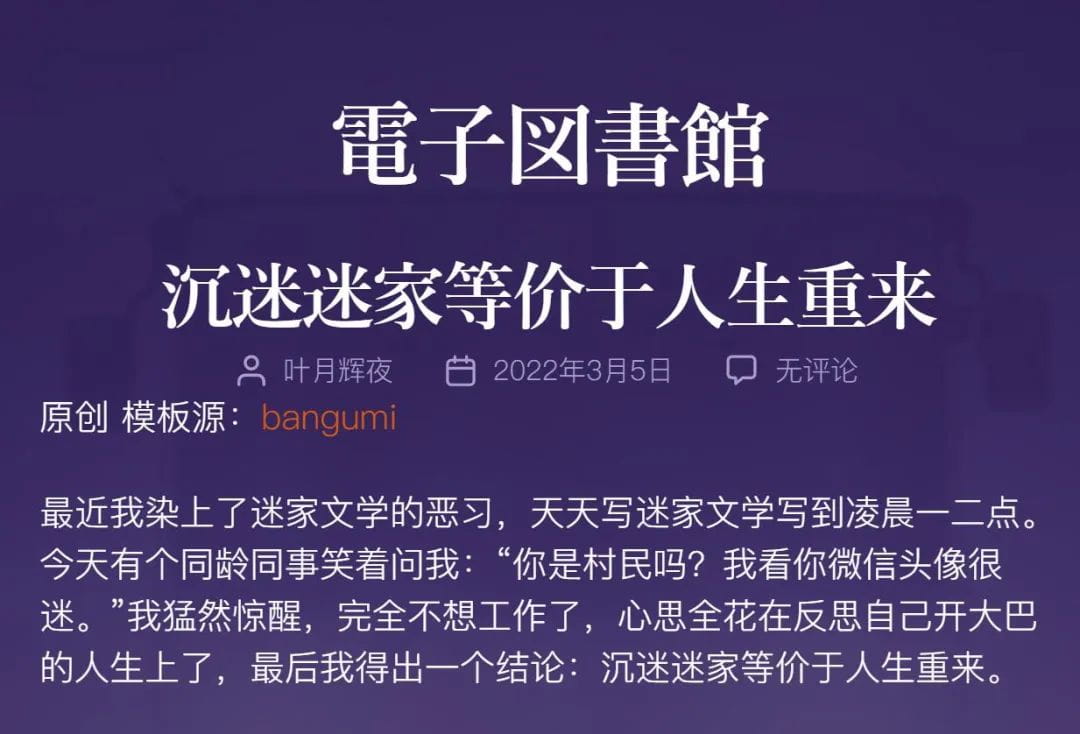 電子図書館
沉迷迷家等价于人生重来
叶月辉夜 2022年3月5日 无评论
原创 模板源：bangumi
最近我染上了迷家文学的恶习，天天写迷家文学写到凌晨一二点。
今天有个同龄同事笑着问我：“你是村民吗？我看你微信头像很
迷。”我猛然惊醒，完全不想工作了，心思全花在反思自己开大巴
的人生上了，最后我得出一个结论：沉迷迷家等价于人生重来。